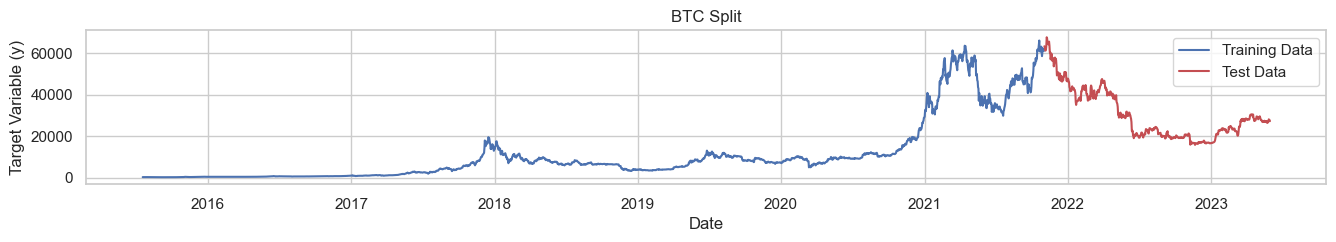 BTC Split
Target Variable (y)
60000
40000
20000
0
Training Data
Test Data
2016 2017 2018 2019 2020 2021 2022 2023
Date